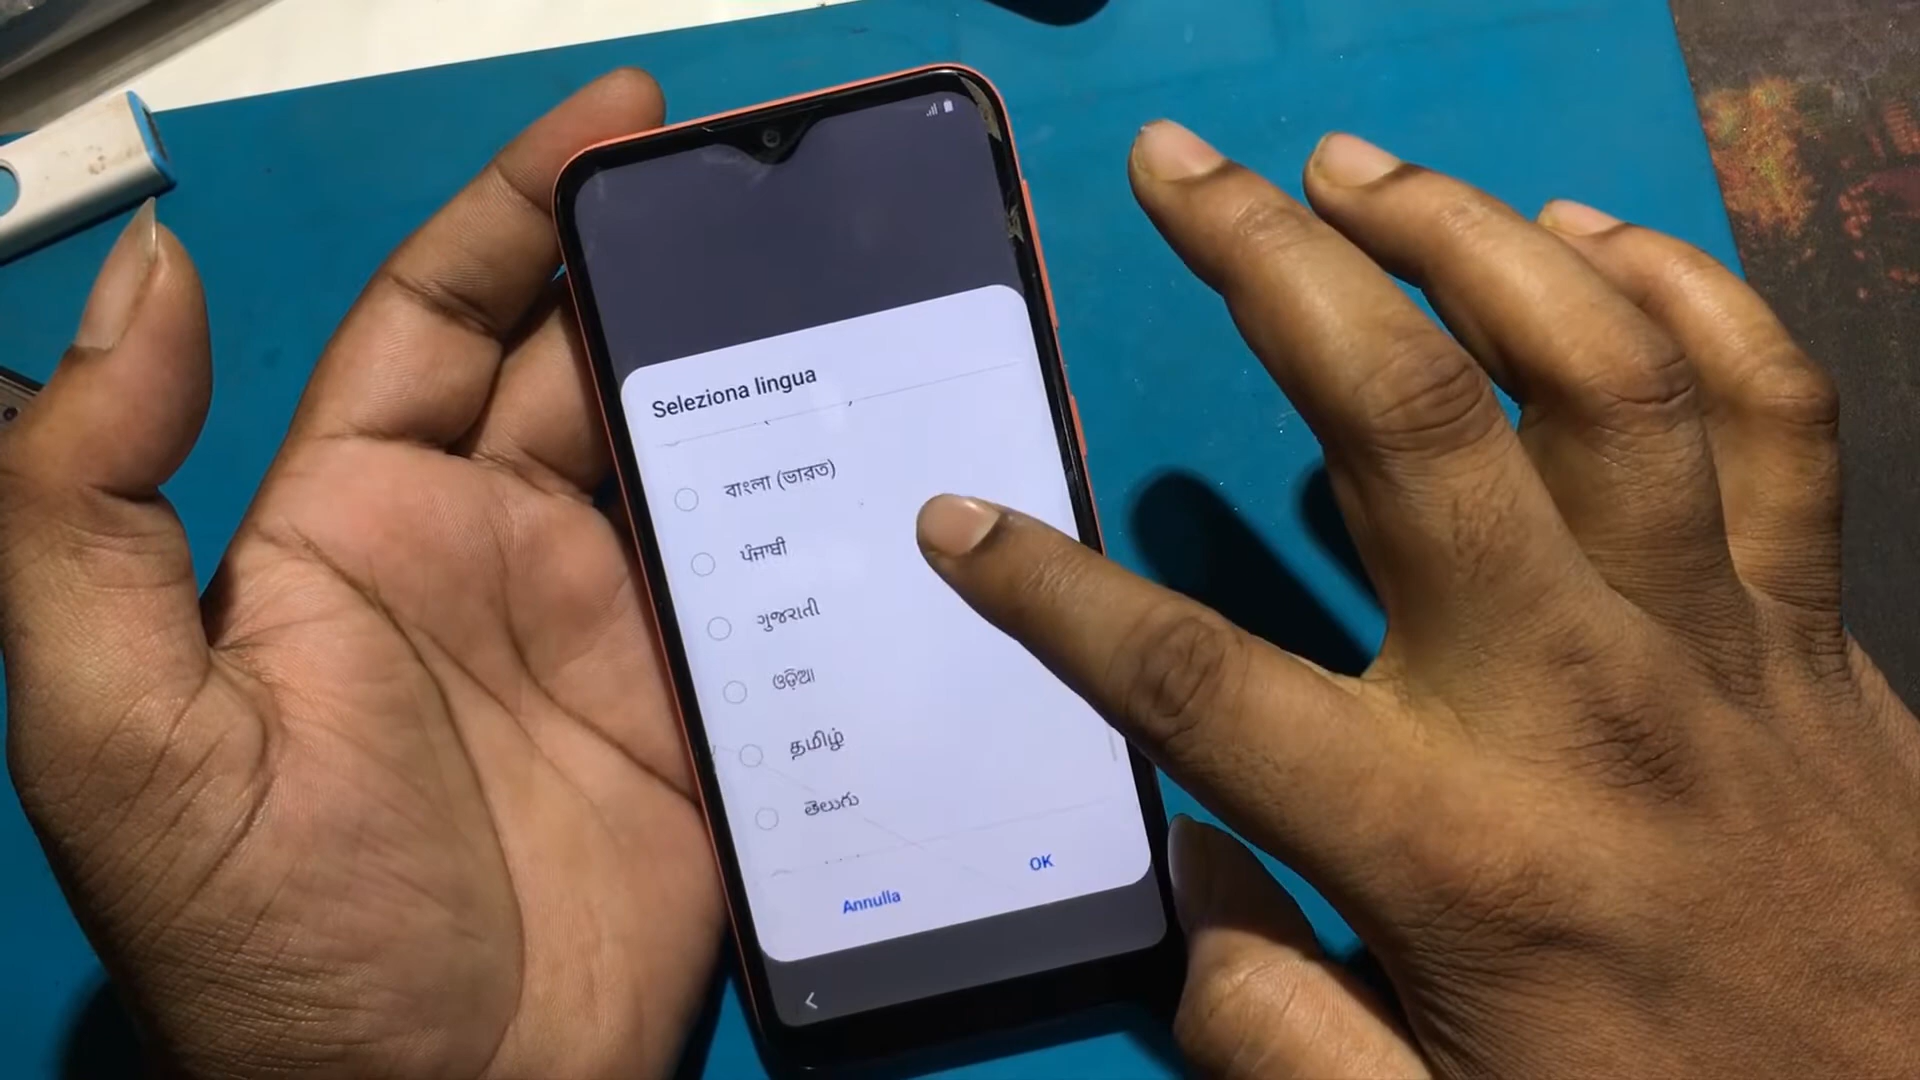 Seleziona lingua
বাংলা (ভারত)
ਪੰਜਾਬੀ
ગુજરાતી
ଓଡ଼ିଆ
தமிழ்
తెలుగు
Annulla
OK